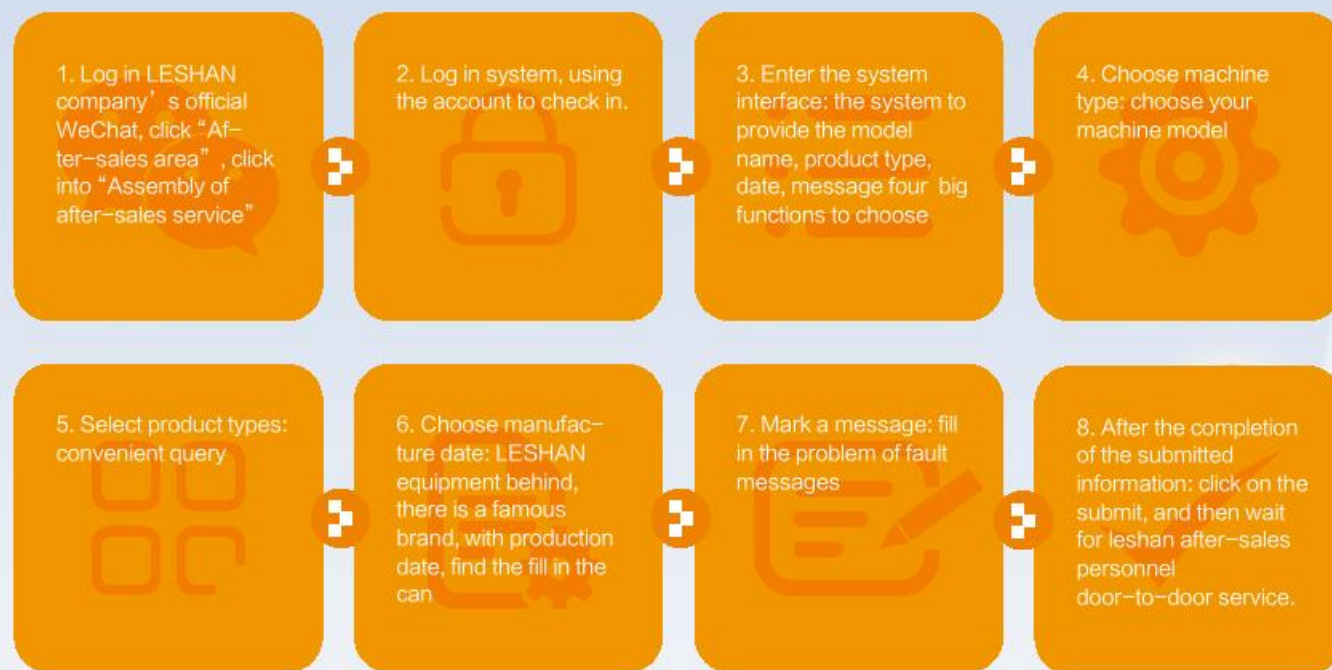 1. Log in LESHAN
company’s official
WeChat, click “Af-
ter-sales area”, click
into “Assembly of
after-sales service”
2. Log in system, using
the account to check in.
3. Enter the system
interface: the system to
provide the model
name, product type,
date, message four big
functions to choose
4. Choose machine
type: choose your
machine model
5. Select product types:
convenient query
6. Choose manufac-
ture date: LESHAN
equipment behind,
there is a famous
brand, with production
date, find the fill in the
can
7. Mark a message: fill
in the problem of fault
messages
8. After the completion
of the submitted
information: click on the
submit, and then wait
for leshan after-sales
personnel
door-to-door service.